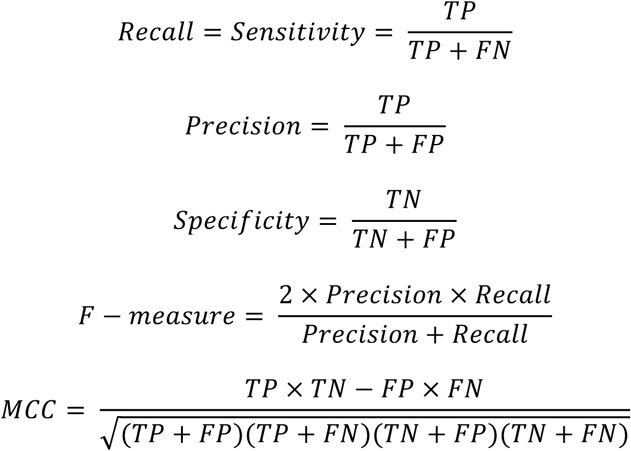 Recall = Sensitivity = TP / (TP + FN)
Precision = TP / (TP + FP)
Specificity = TN / (TN + FP)
F − measure = (2 × Precision × Recall) / (Precision + Recall)
MCC = (TP × TN − FP × FN) / √((TP + FP)(TP + FN)(TN + FP)(TN + FN))